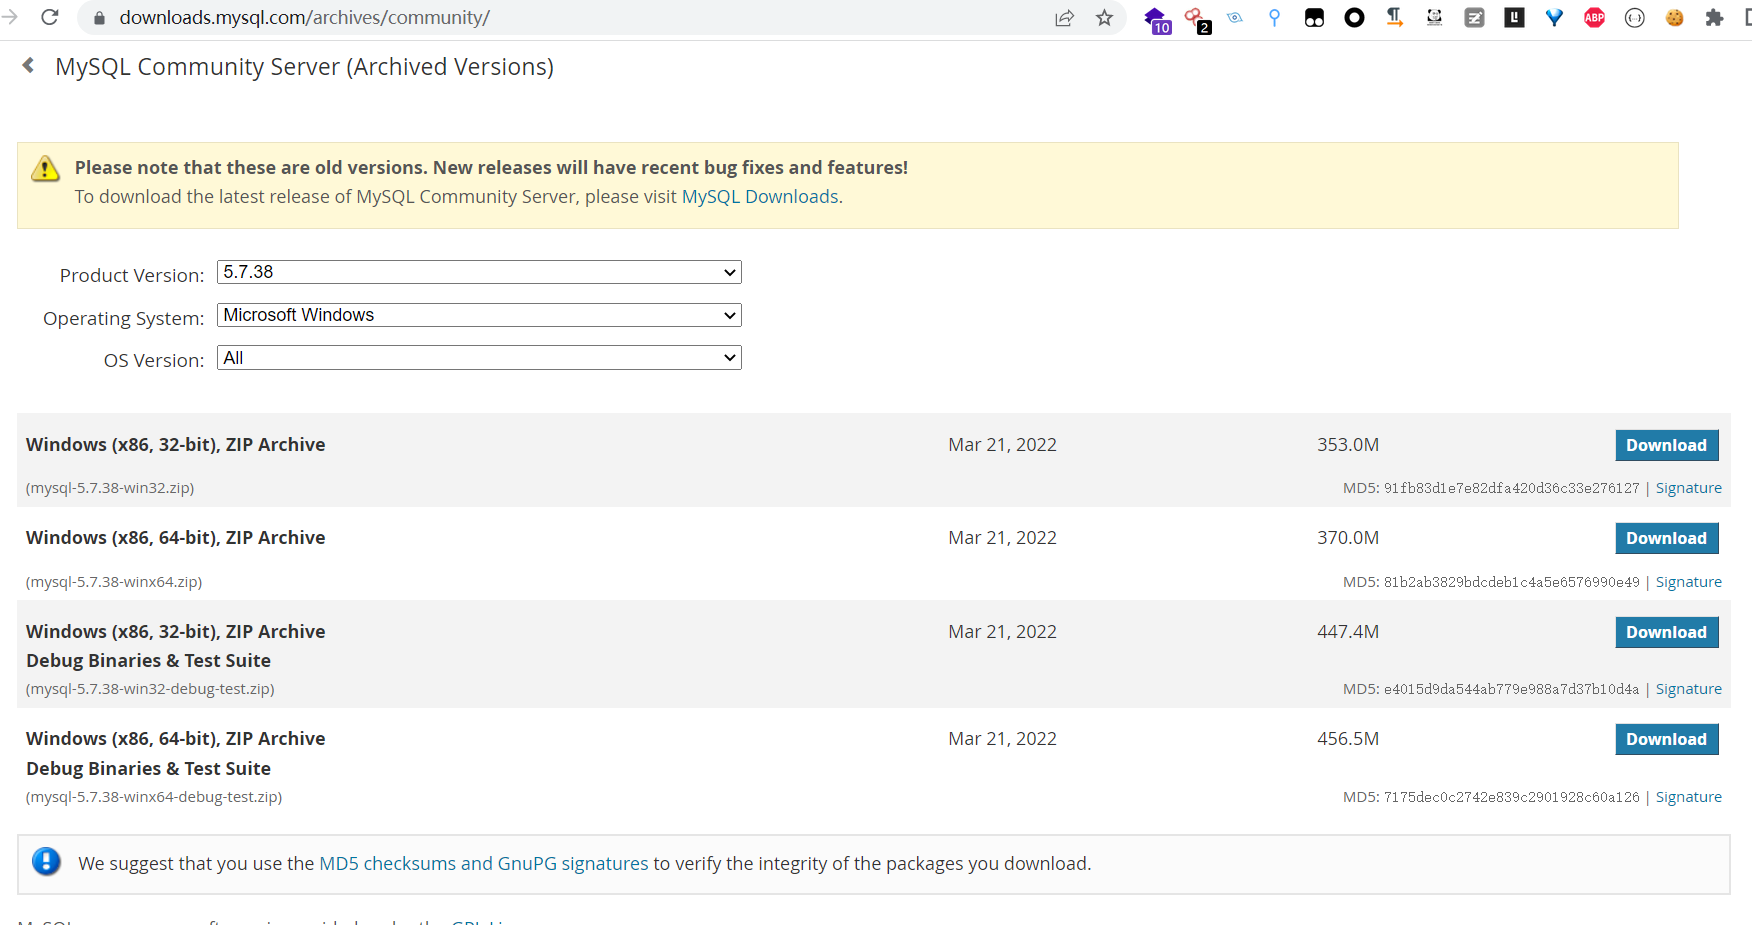 downloads.mysql.com/archives/community/
10
2
ABP
MySQL Community Server (Archived Versions)
Please note that these are old versions. New releases will have recent bug fixes and features!
To download the latest release of MySQL Community Server, please visit MySQL Downloads.
Product Version: 5.7.38
Operating System: Microsoft Windows
OS Version: All
Windows (x86, 32-bit), ZIP Archive Mar 21, 2022 353.0M Download
(mysql-5.7.38-win32.zip) MD5: 91fb83d1e7e82dfa420d36c33e276127 | Signature
Windows (x86, 64-bit), ZIP Archive Mar 21, 2022 370.0M Download
(mysql-5.7.38-winx64.zip) MD5: 81b2ab3829bdcdeb1c4a5e6576990e49 | Signature
Windows (x86, 32-bit), ZIP Archive Mar 21, 2022 447.4M Download
Debug Binaries & Test Suite
(mysql-5.7.38-win32-debug-test.zip) MD5: e4015d9da544ab779e988a7d37b10d4a | Signature
Windows (x86, 64-bit), ZIP Archive Mar 21, 2022 456.5M Download
Debug Binaries & Test Suite
(mysql-5.7.38-winx64-debug-test.zip) MD5: 7175dec0c2742e839c2901928c60a126 | Signature
We suggest that you use the MD5 checksums and GnuPG signatures to verify the integrity of the packages you download.